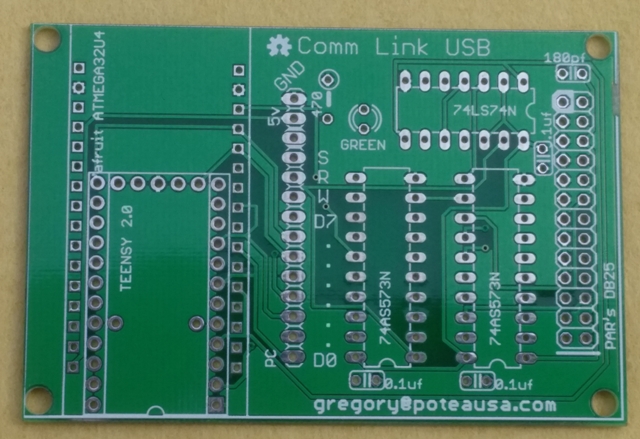 Comm Link USB
180pf
GND
5V
470
GREEN
74LS74N
.1uf
afruit ATMEGA32U4
TEENSY 2.0
S
R
D7
74AS573N
74AS573N
PAR's DB25
PC
D0
0.1uf
0.1uf
gregory@poteausa.com